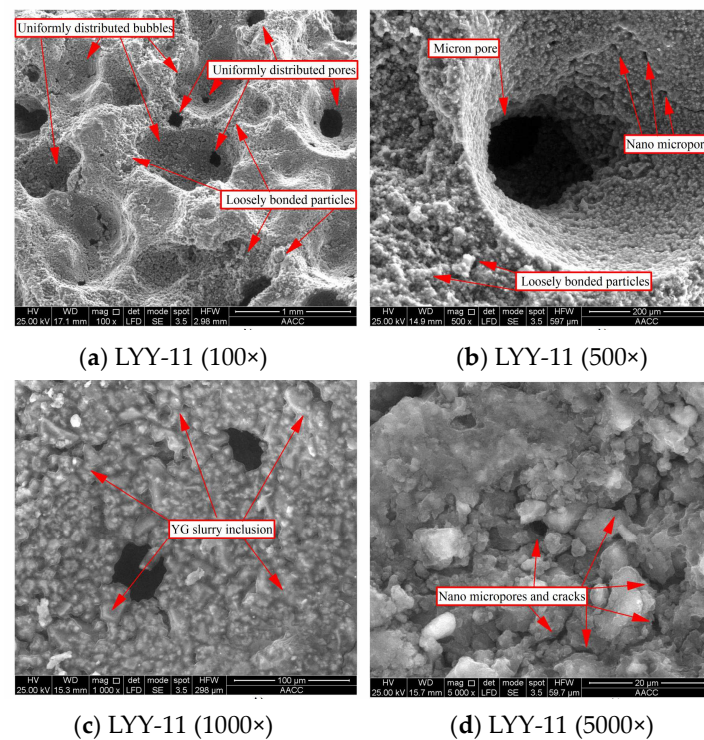 Uniformly distributed bubbles
Uniformly distributed pores
Loosely bonded particles
HV WD mag □ det mode spot HFW 1 mm
25.00 kV 17.1 mm 100 x LFD SE 3.5 2.98 mm AACC
Micron pore
Nano micropor
Loosely bonded particles
HV WD mag □ det mode spot HFW 200 µm
25.00 kV 14.9 mm 500 x LFD SE 3.5 597 µm AACC
(a) LYY-11 (100×)
(b) LYY-11 (500×)
YG slurry inclusion
HV WD mag □ det mode spot HFW 100 µm
25.00 kV 15.3 mm 1 000 x LFD SE 3.5 298 µm AACC
Nano micropores and cracks
HV WD mag □ det mode spot HFW 20 µm
25.00 kV 15.7 mm 5 000 x LFD SE 3.5 59.7 µm AACC
(c) LYY-11 (1000×)
(d) LYY-11 (5000×)